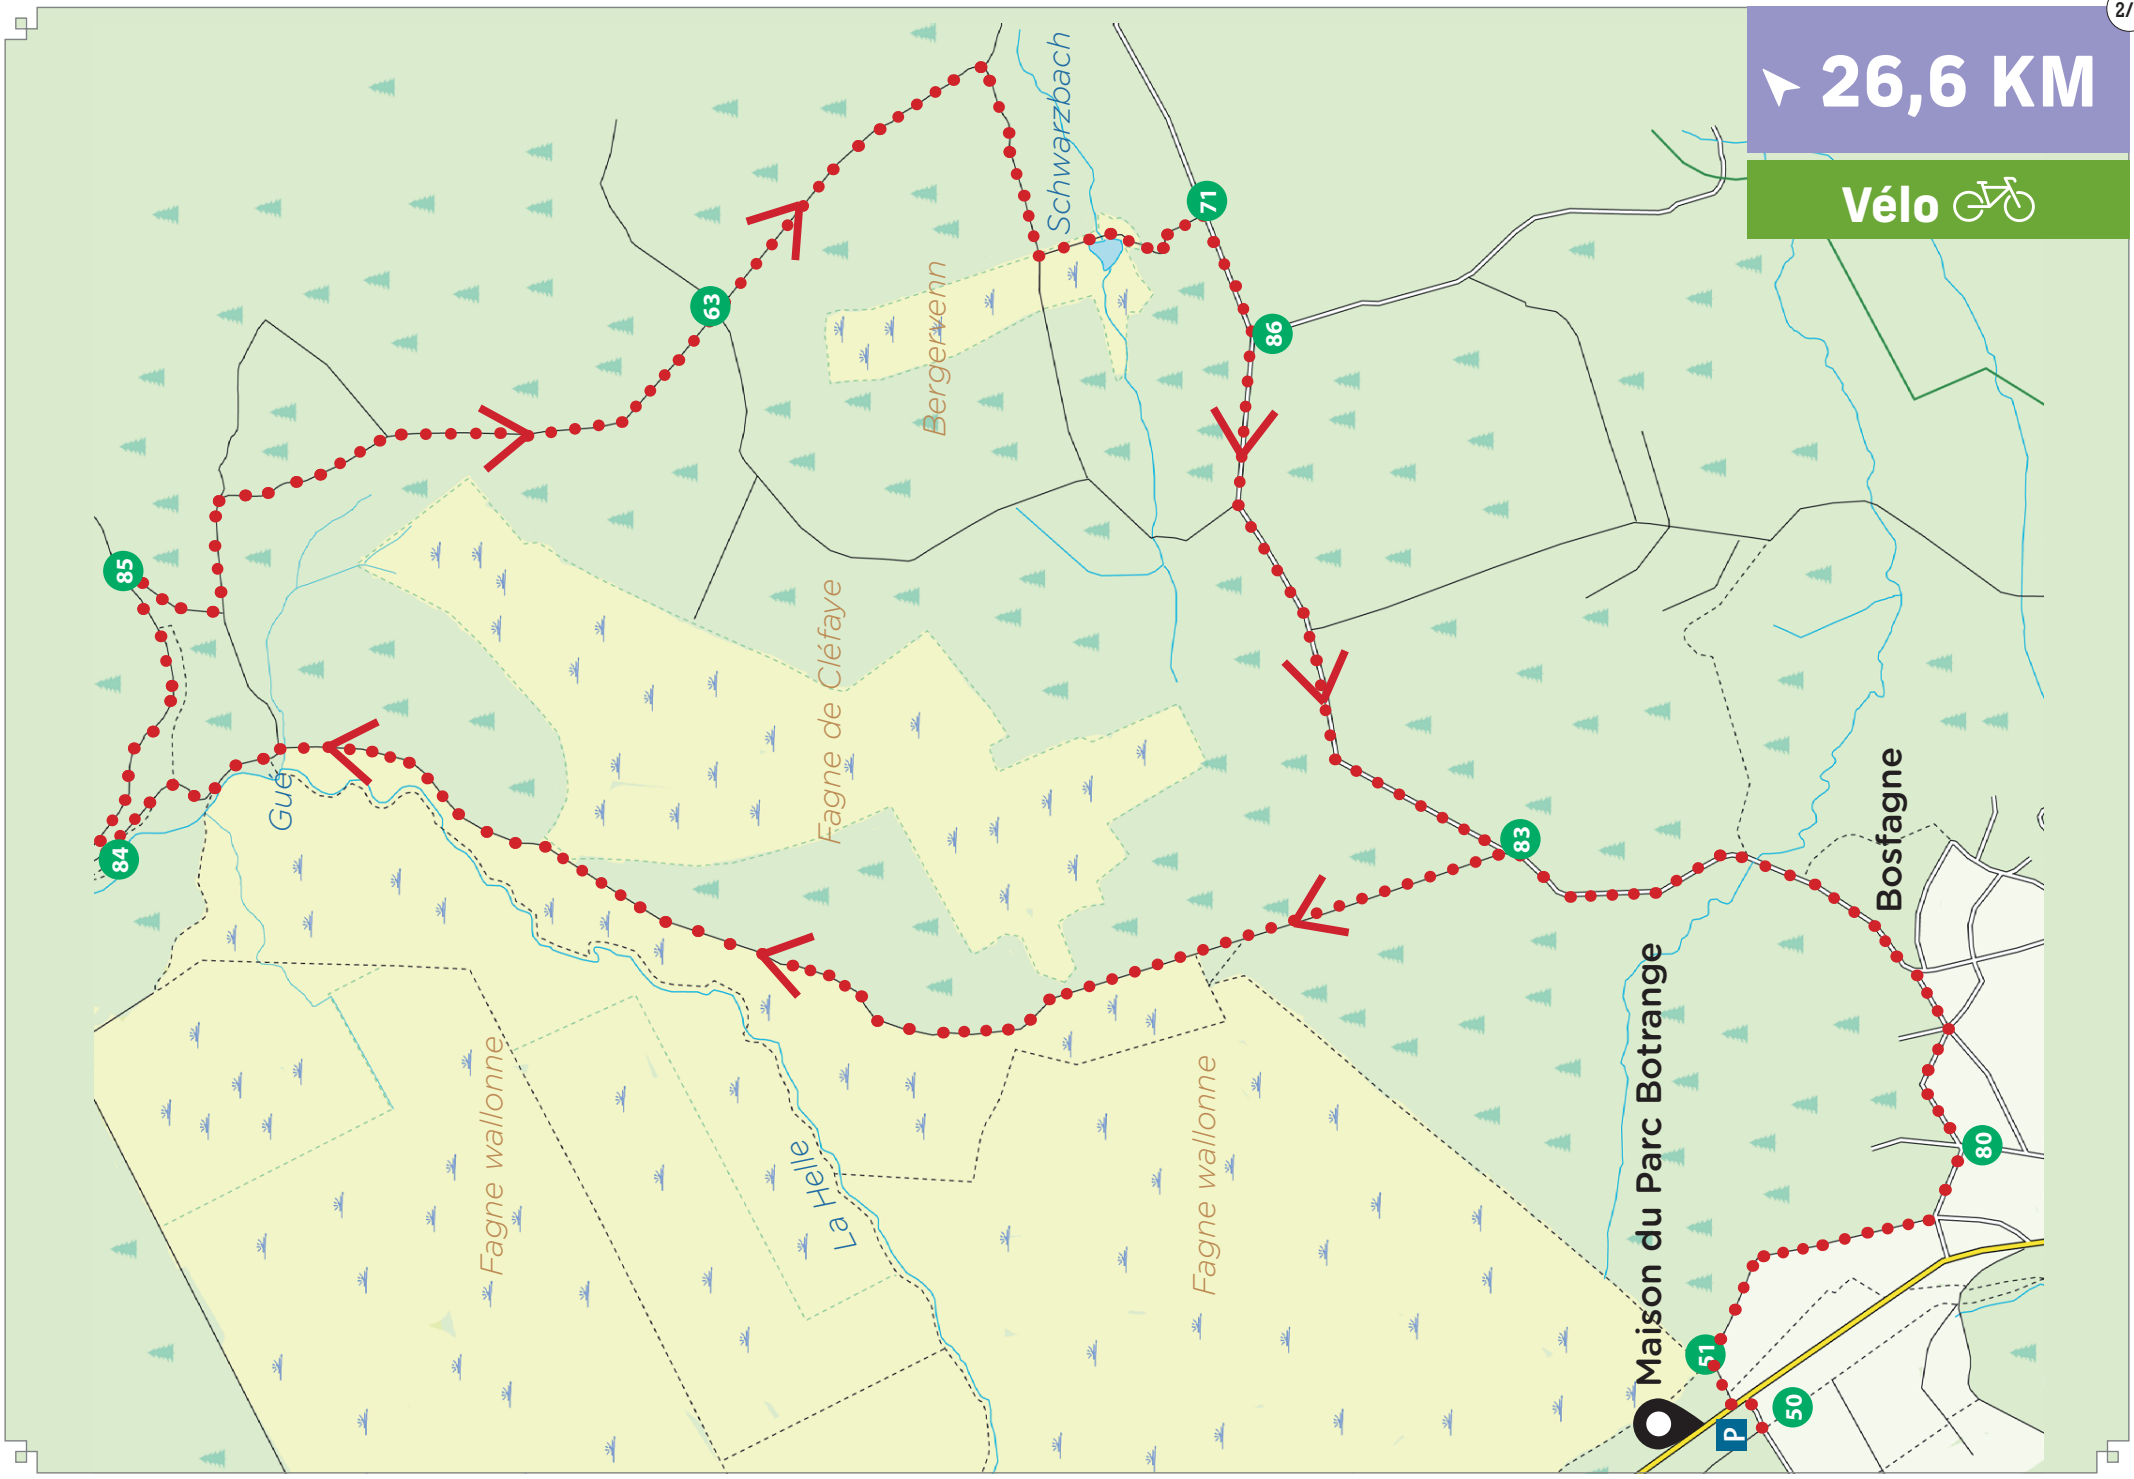 2/
26,6 KM
Vélo
Schwarzbach
71
63
86
Bergervenn
85
Fagne de Cléfaye
Gué
84
83
Bosfagne
Maison du Parc Botrange
Fagne wallonne
Fagne wallonne
La Helle
80
51
50
P